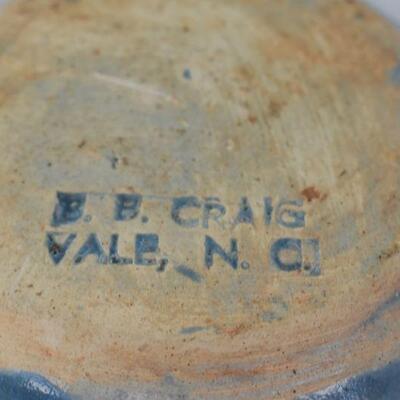 B. B. CRAIG
VALE, N. C.